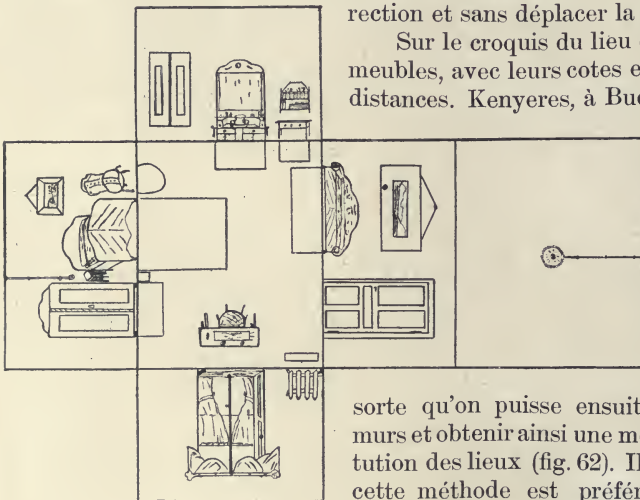 rection et sans déplacer la
Sur le croquis du lieu
meubles, avec leurs cotes e
distances. Kenyeres, à Bu
sorte qu'on puisse ensuit
murs et obtenir ainsi une m
tution des lieux (fig. 62). I
cette méthode est préfér